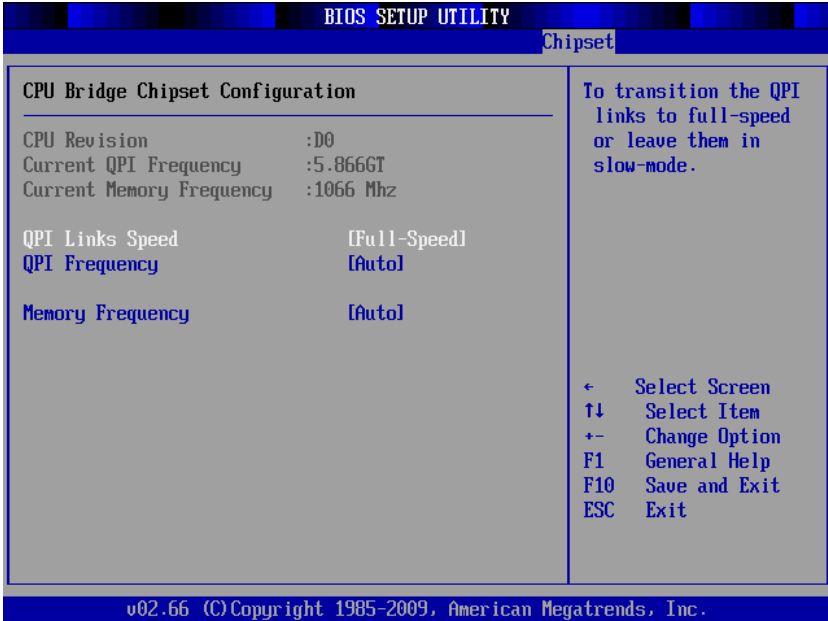 BIOS SETUP UTILITY
Chipset
CPU Bridge Chipset Configuration
CPU Revision :D0
Current QPI Frequency :5.866GT
Current Memory Frequency :1066 Mhz
QPI Links Speed [Full-Speed]
QPI Frequency [Auto]
Memory Frequency [Auto]
To transition the QPI
links to full-speed
or leave them in
slow-mode.
← Select Screen
↑↓ Select Item
+- Change Option
F1 General Help
F10 Save and Exit
ESC Exit
v02.66 (C)Copyright 1985-2009, American Megatrends, Inc.